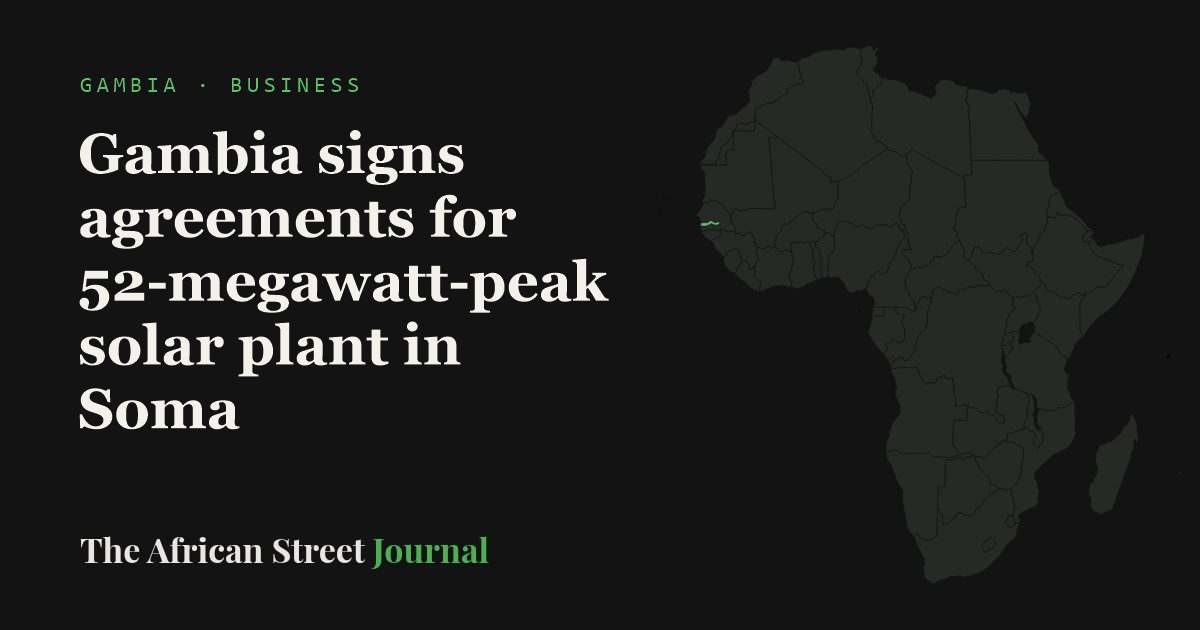 GAMBIA · BUSINESS
Gambia signs
agreements for
52-megawatt-peak
solar plant in
Soma
The African Street Journal